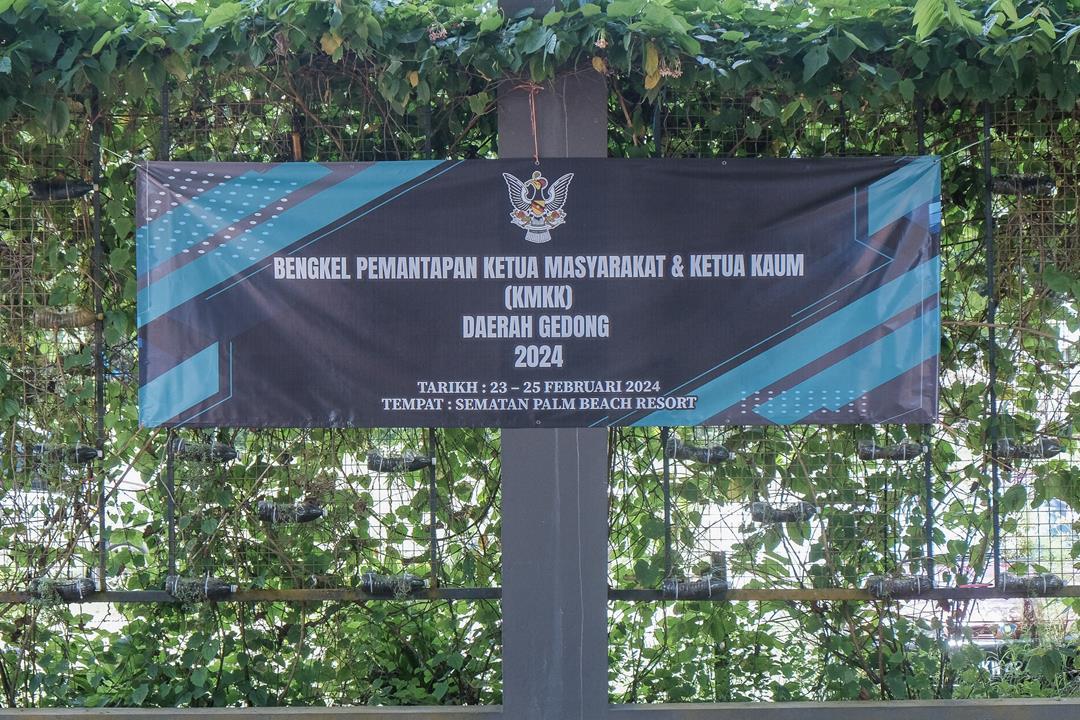 BENGKEL PEMANTAPAN KETUA MASYARAKAT & KETUA KAUM
(KMKK)
DAERAH GEDONG
2024
TARIKH : 23 – 25 FEBRUARI 2024
TEMPAT : SEMATAN PALM BEACH RESORT